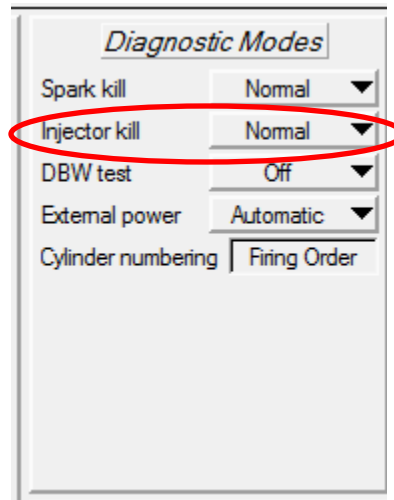 Diagnostic Modes
Spark kill Normal
Injector kill Normal
DBW test Off
External power Automatic
Cylinder numbering Firing Order